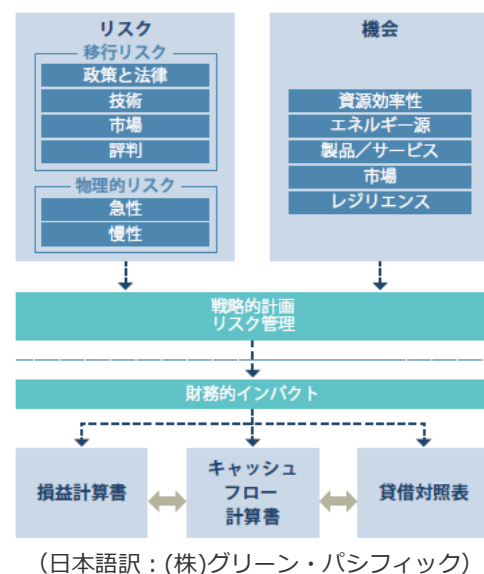 リスク
移行リスク
政策と法律
技術
市場
評判
物理的リスク
急性
慢性
機会
資源効率性
エネルギー源
製品／サービス
市場
レジリエンス
戦略的計画
リスク管理
財務的インパクト
損益計算書
キャッシュ
フロー
計算書
貸借対照表
（日本語訳：(株)グリーン・パシフィック）